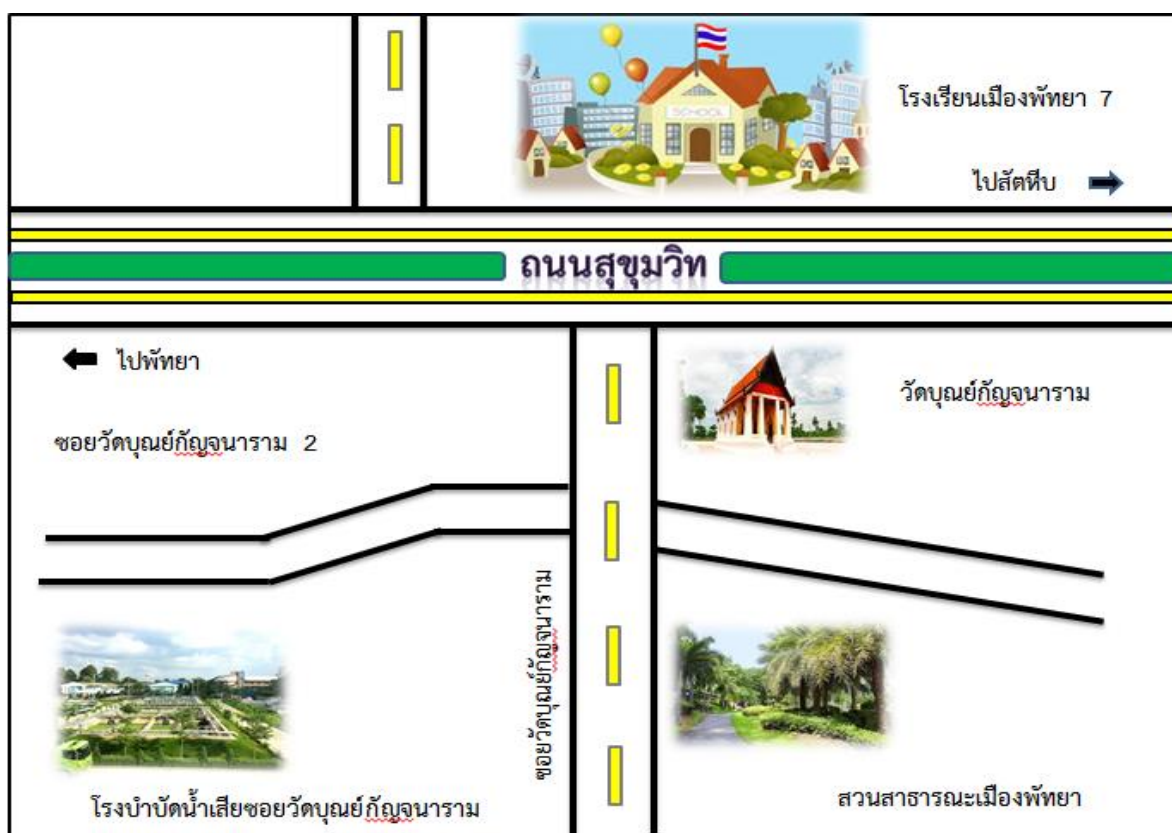 SCHOOL
โรงเรียนเมืองพัทยา 7
ไปสัตหีบ
ถนนสุขุมวิท
ไปพัทยา
วัดบุณย์กัญจนาราม
ซอยวัดบุณย์กัญจนาราม 2
ซอยวัดบุณย์กัญจนาราม
โรงบำบัดน้ำเสียซอยวัดบุณย์กัญจนาราม
สวนสาธารณะเมืองพัทยา